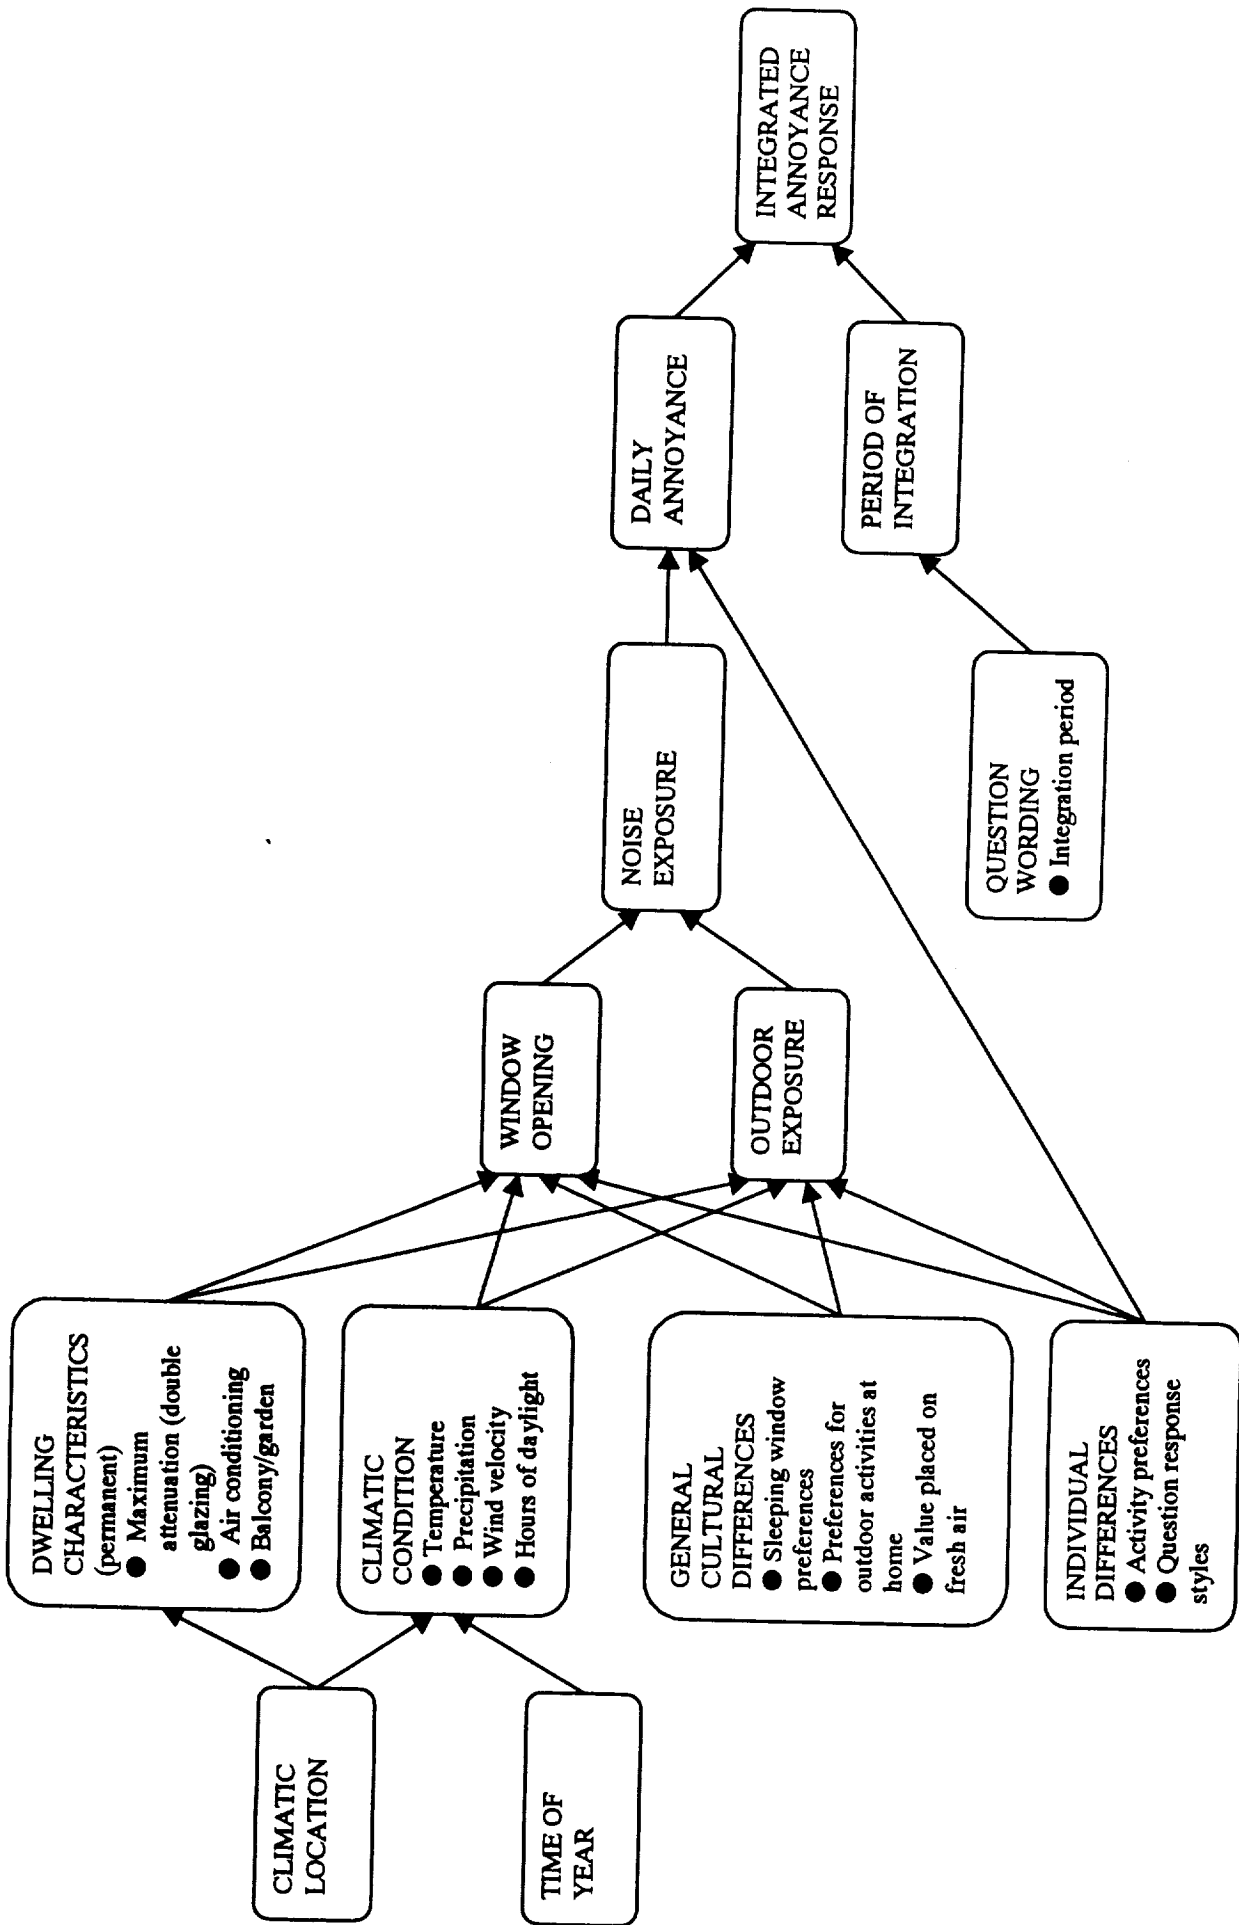 CLIMATIC
LOCATION
TIME OF
YEAR
DWELLING
CHARACTERISTICS
(permanent)
● Maximum
attenuation (double
glazing)
● Air conditioning
● Balcony/garden
CLIMATIC
CONDITION
● Temperature
● Precipitation
● Wind velocity
● Hours of daylight
GENERAL
CULTURAL
DIFFERENCES
● Sleeping window
preferences
● Preferences for
outdoor activities at
home
● Value placed on
fresh air
INDIVIDUAL
DIFFERENCES
● Activity preferences
● Question response
styles
WINDOW
OPENING
OUTDOOR
EXPOSURE
NOISE
EXPOSURE
QUESTION
WORDING
● Integration period
DAILY
ANNOYANCE
PERIOD OF
INTEGRATION
INTEGRATED
ANNOYANCE
RESPONSE